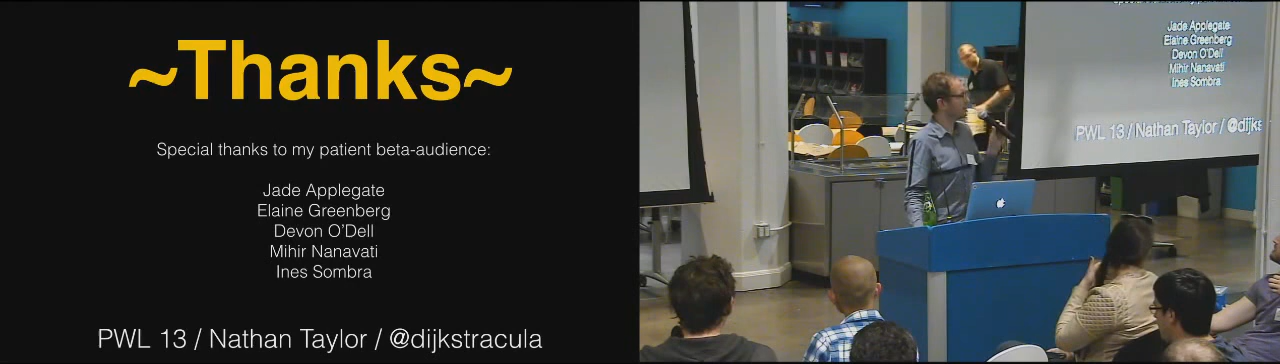 ~Thanks~
Special thanks to my patient beta-audience:
Jade Applegate
Elaine Greenberg
Devon O'Dell
Mihir Nanavati
Ines Sombra
PWL 13 / Nathan Taylor / @dijkstracula
Jade Applegate
Elaine Greenberg
Devon O'Dell
Mihir Nanavati
Ines Sombra
PWL 13 / Nathan Taylor / @dijks